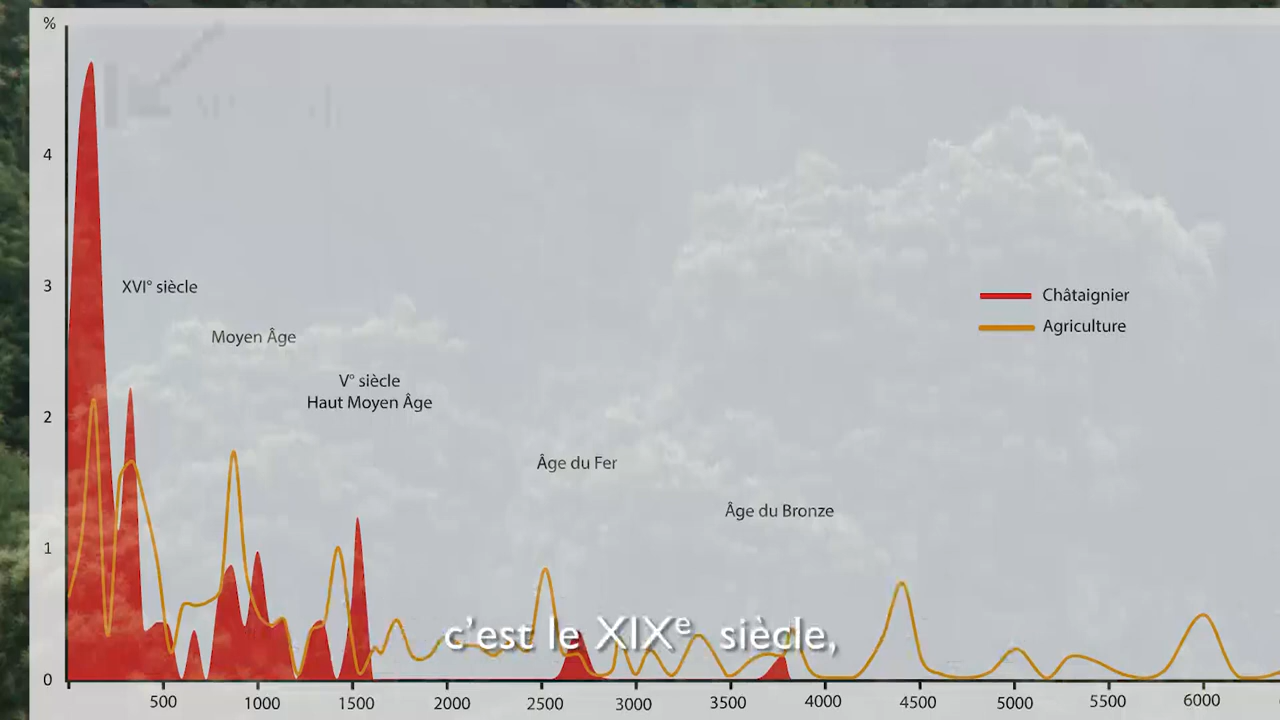 %
4
3
2
1
0
XVI° siècle
Moyen Âge
V° siècle
Haut Moyen Âge
Âge du Fer
Âge du Bronze
Châtaignier
Agriculture
c’est le XIXe siècle,
500
1000
1500
2000
2500
3000
3500
4000
4500
5000
5500
6000